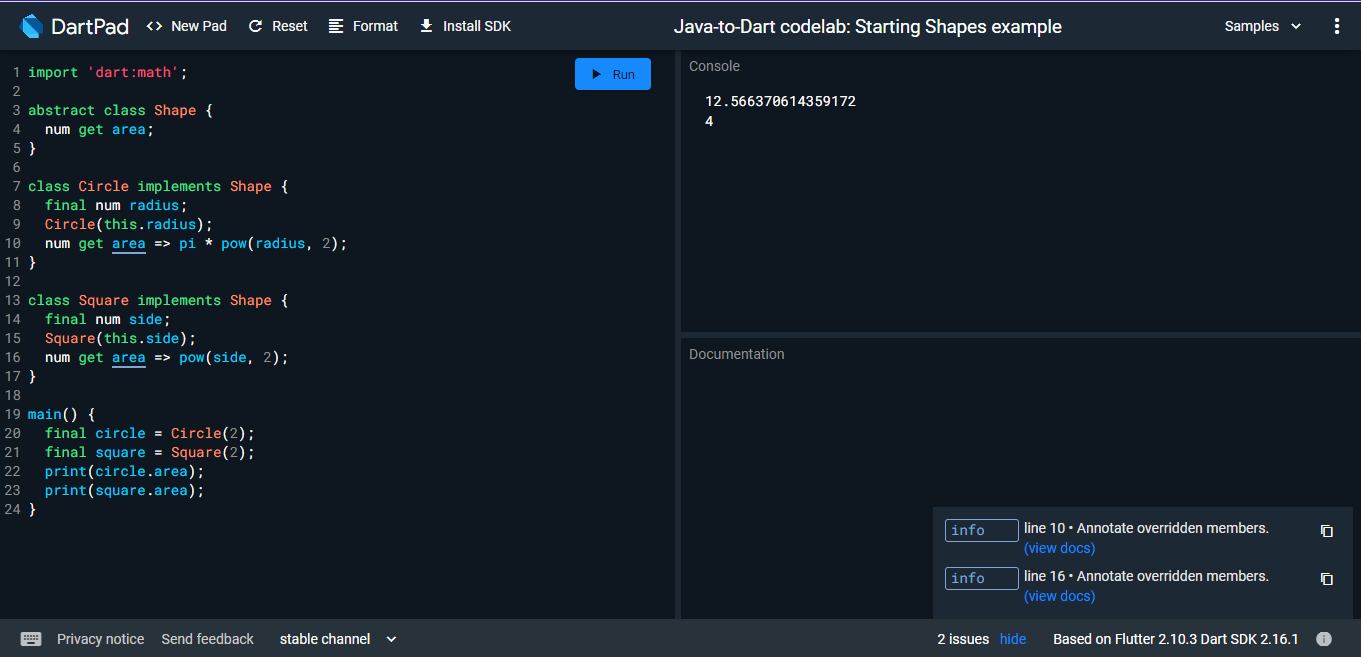 DartPad <> New Pad Reset Format Install SDK Java-to-Dart codelab: Starting Shapes example Samples
1 import 'dart:math';
2
3 abstract class Shape {
4   num get area;
5 }
6
7 class Circle implements Shape {
8   final num radius;
9   Circle(this.radius);
10   num get area => pi * pow(radius, 2);
11 }
12
13 class Square implements Shape {
14   final num side;
15   Square(this.side);
16   num get area => pow(side, 2);
17 }
18
19 main() {
20   final circle = Circle(2);
21   final square = Square(2);
22   print(circle.area);
23   print(square.area);
24 }
Run
Console
12.566370614359172
4
Documentation
info line 10 • Annotate overridden members.
(view docs)
info line 16 • Annotate overridden members.
(view docs)
Privacy notice Send feedback stable channel 2 issues hide Based on Flutter 2.10.3 Dart SDK 2.16.1